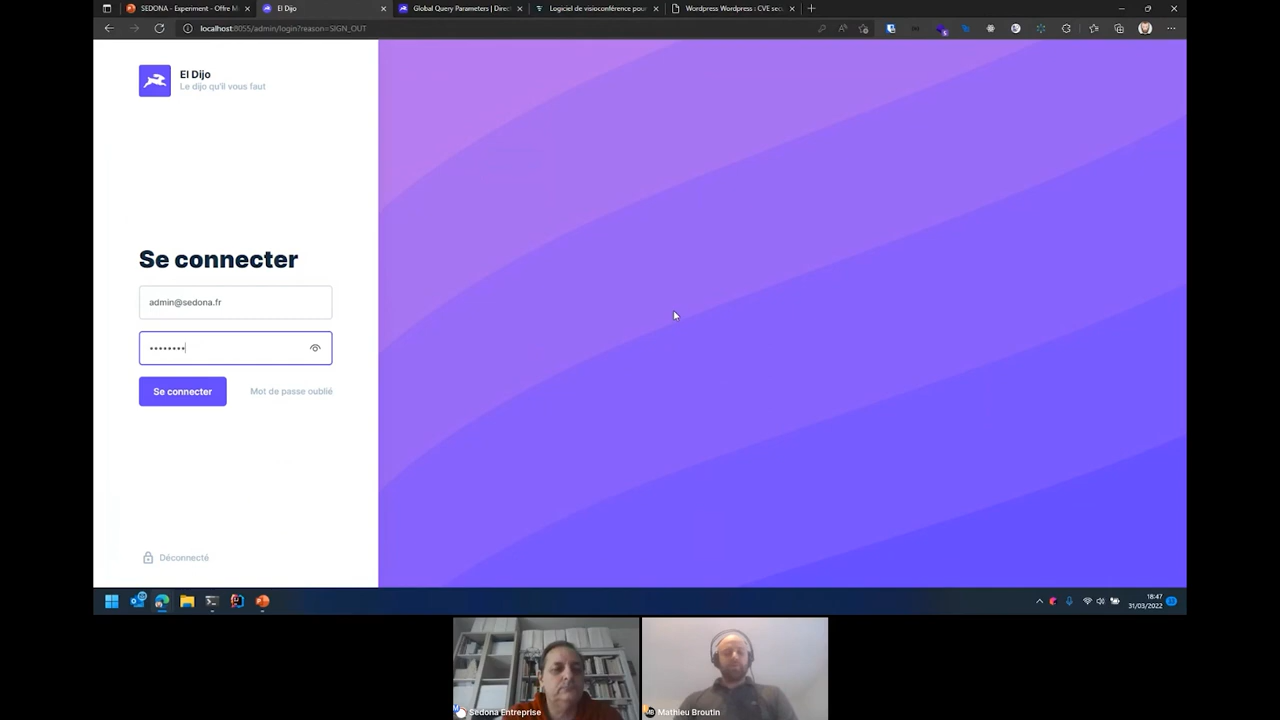 SEDONA - Experiment - Offre M
El Dijo
Global Query Parameters | Direct
Logiciel de visioconférence pour
Wordpress Wordpress : CVE secu
localhost:8055/admin/login?reason=SIGN_OUT
El Dijo
Le dijo qu'il vous faut
Se connecter
admin@sedona.fr
Se connecter
Mot de passe oublié
Déconnecté
18:47
31/03/2022
Sedona Entreprise
Mathieu Broutin